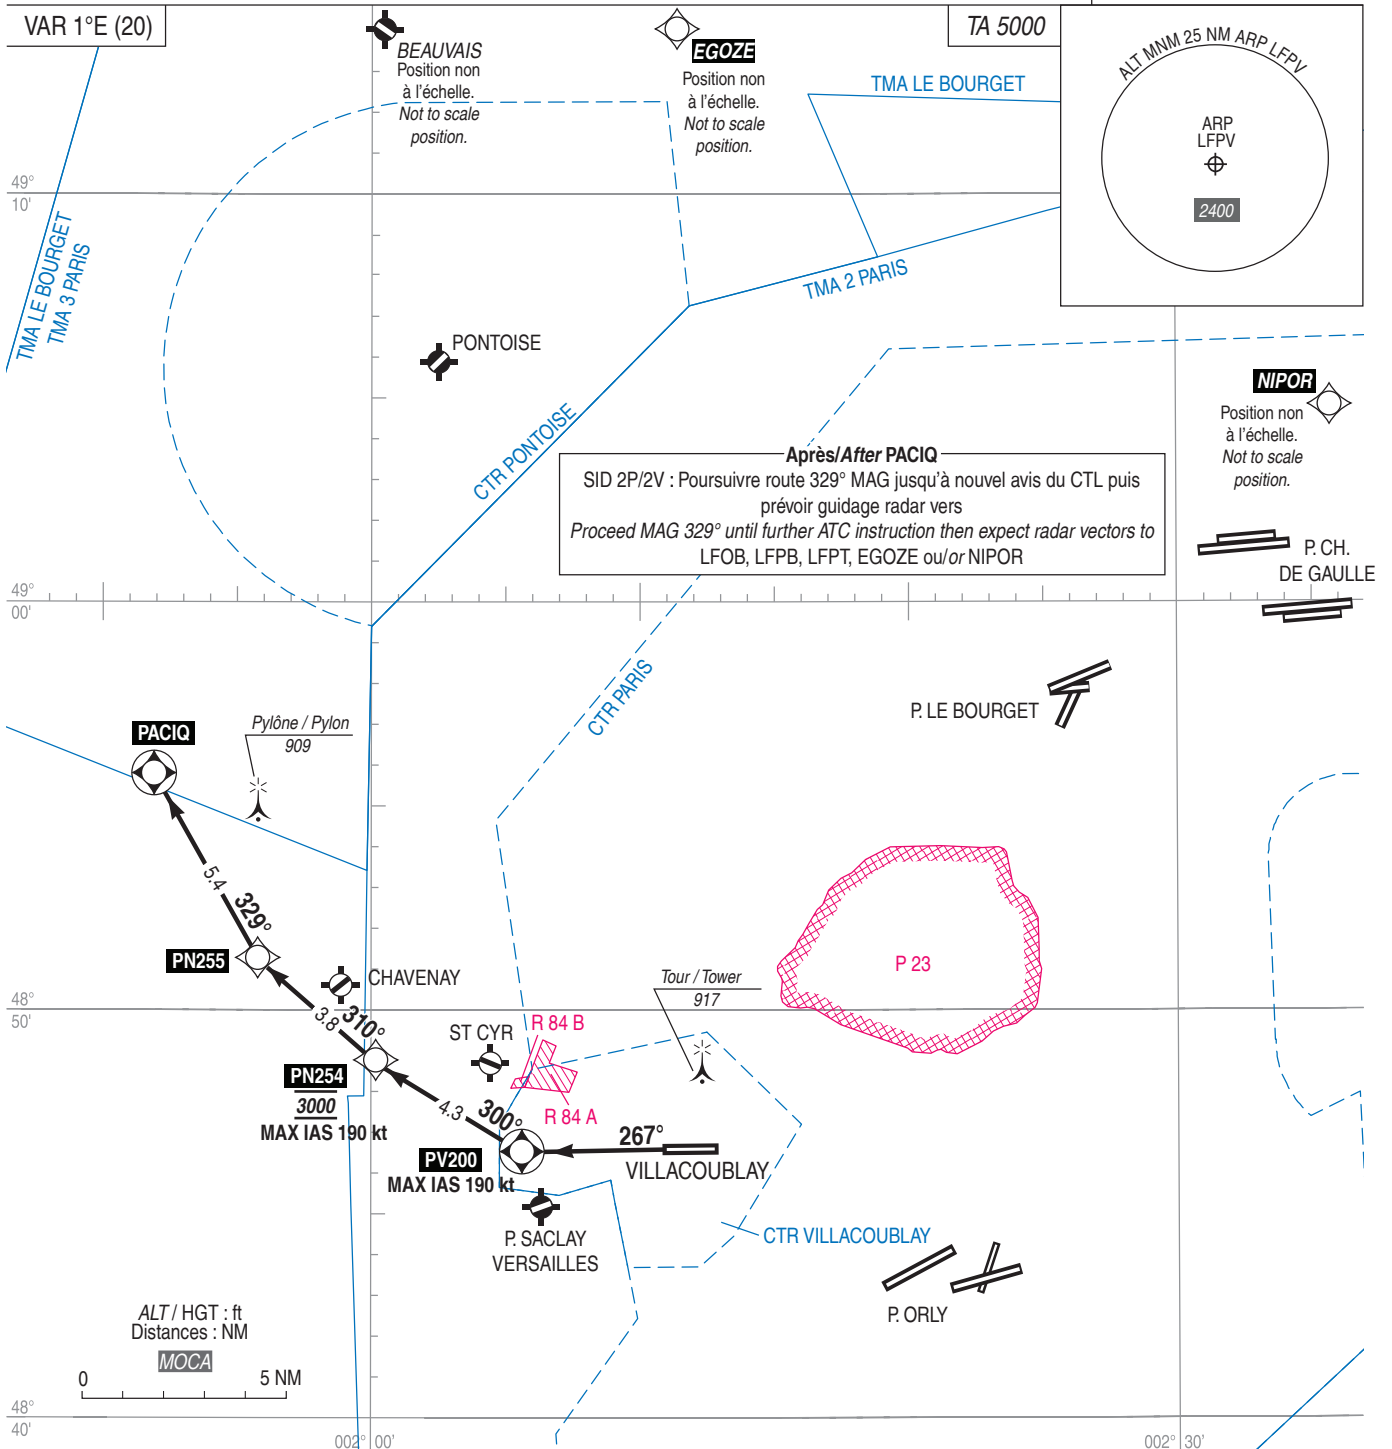 VAR 1°E (20)
BEAUVAIS
Position non
à l'échelle.
Not to scale
position.
EGOZE
Position non
à l'échelle.
Not to scale
position.
TA 5000
ALT MNM 25 NM ARP LFPV
ARP
LFPV
2400
TMA LE BOURGET
49°
10'
TMA LE BOURGET
TMA 3 PARIS
TMA 2 PARIS
PONTOISE
CTR PONTOISE
NIPOR
Position non
à l'échelle.
Not to scale
position.
Après/After PACIQ
SID 2P/2V : Poursuivre route 329° MAG jusqu'à nouvel avis du CTL puis
prévoir guidage radar vers
Proceed MAG 329° until further ATC instruction then expect radar vectors to
LFOB, LFPB, LFPT, EGOZE ou/or NIPOR
P. CH.
DE GAULLE
49°
00'
CTR PARIS
P. LE BOURGET
PACIQ
Pylône / Pylon
909
5.4
329°
PN255
CHAVENAY
P 23
Tour / Tower
917
48°
50'
3.8
310°
ST CYR
R 84 B
PN254
3000
MAX IAS 190 kt
4.3
300°
R 84 A
267°
PV200
MAX IAS 190 kt
VILLACOUBLAY
P. SACLAY
VERSAILLES
CTR VILLACOUBLAY
P. ORLY
ALT / HGT : ft
Distances : NM
MOCA
0
5 NM
48°
40'
002° 00'
002° 30'